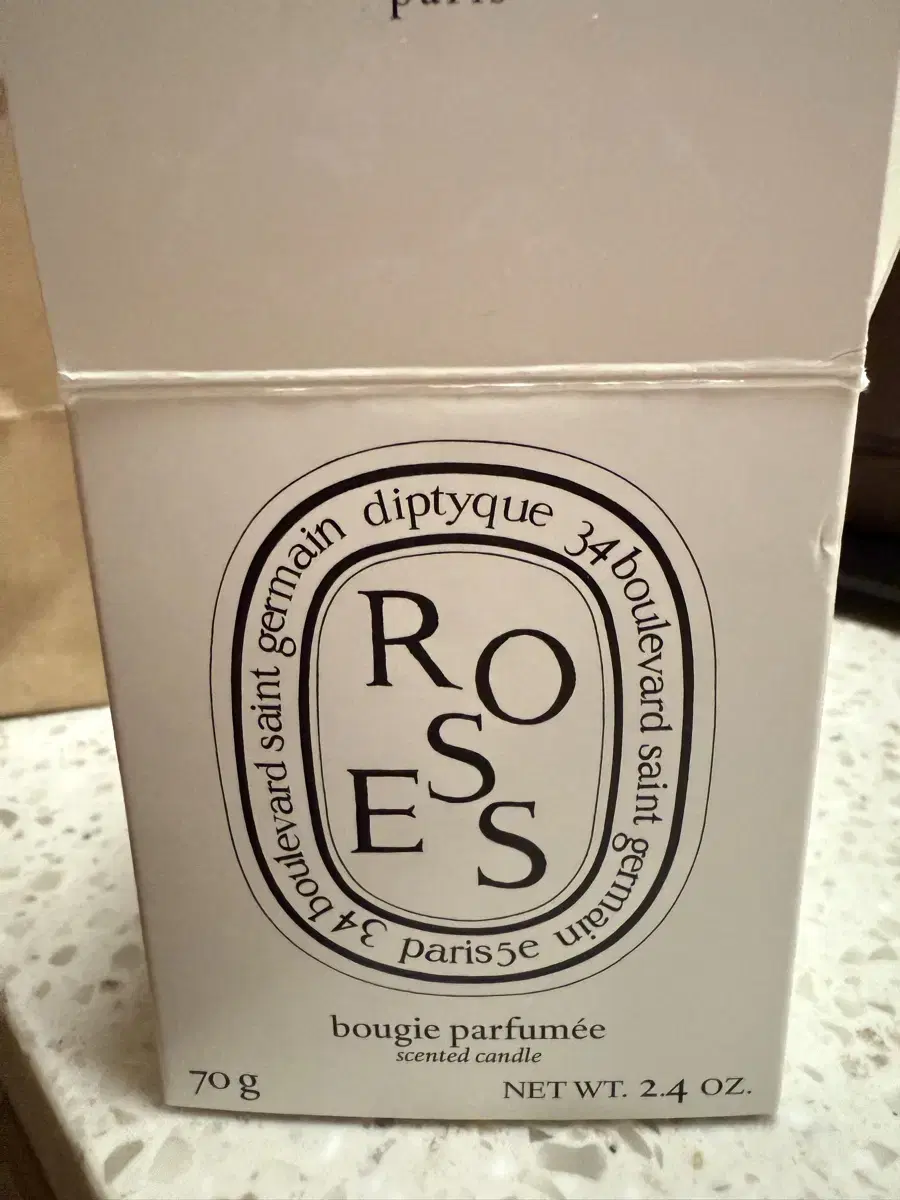 paris
diptyque 34 boulevard saint germain paris 5e 34 boulevard saint germain
R O
S
E S
bougie parfumée
scented candle
70 g
NET WT. 2.4 OZ.